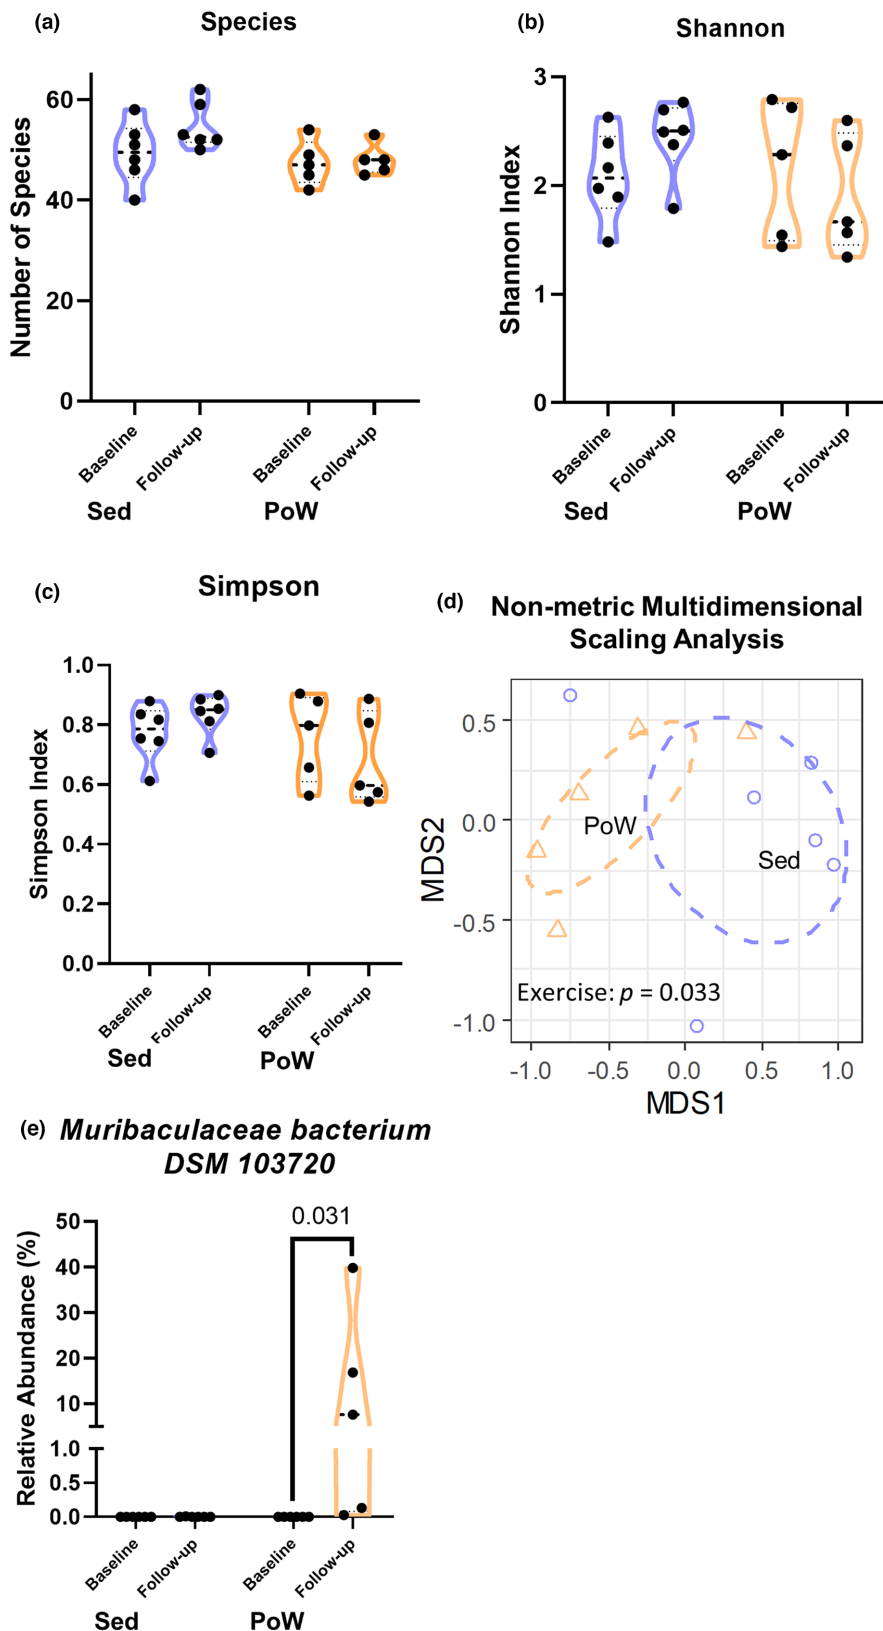 (a)
Species
Number of Species
60
40
20
0
Baseline
Follow-up
Baseline
Follow-up
Sed
PoW
(b)
Shannon
Shannon Index
3
2
1
0
Baseline
Follow-up
Baseline
Follow-up
Sed
PoW
(c)
Simpson
Simpson Index
1.0
0.8
0.6
0.4
0.2
0.0
Baseline
Follow-up
Baseline
Follow-up
Sed
PoW
(d)
Non-metric Multidimensional
Scaling Analysis
MDS2
0.5
0.0
-0.5
-1.0
PoW
Sed
Exercise: p = 0.033
-1.0
-0.5
0.0
0.5
1.0
MDS1
(e)
Muribaculaceae bacterium
DSM 103720
Relative Abundance (%)
50
40
30
20
10
1.0
0.5
0.0
0.031
Baseline
Follow-up
Baseline
Follow-up
Sed
PoW